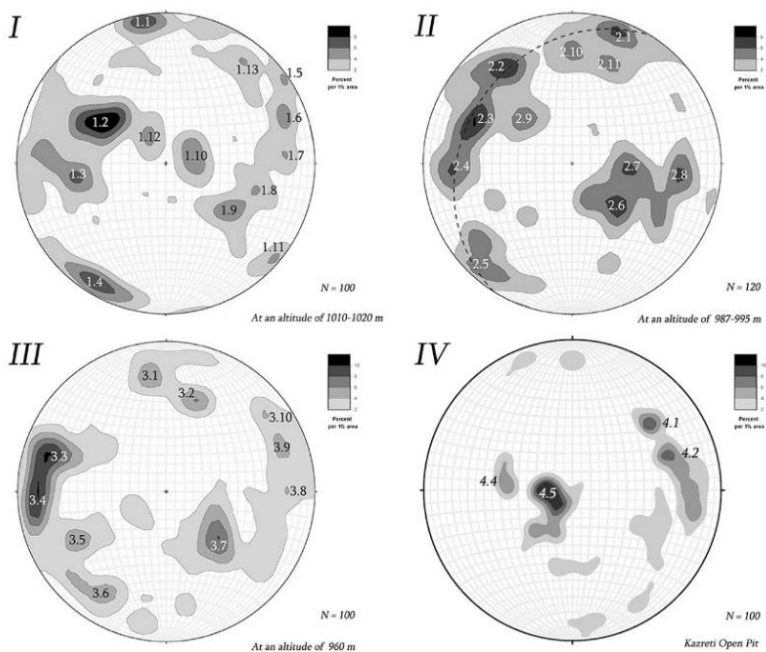 I
II
1.1
1.2
1.3
1.4
1.5
1.6
1.7
1.8
1.9
1.10
1.11
1.12
1.13
Percent
per 1% area
N = 100
At an altitude of 1010-1020 m
2.1
2.2
2.3
2.4
2.5
2.6
2.7
2.8
2.9
2.10
2.11
Percent
per 1% area
N = 120
At an altitude of 987-995 m
III
IV
3.1
3.2
3.3
3.4
3.5
3.6
3.7
3.8
3.9
3.10
Percent
per 1% area
N = 100
At an altitude of 960 m
4.1
4.2
4.4
4.5
Percent
per 1% area
N = 100
Kazreti Open Pit